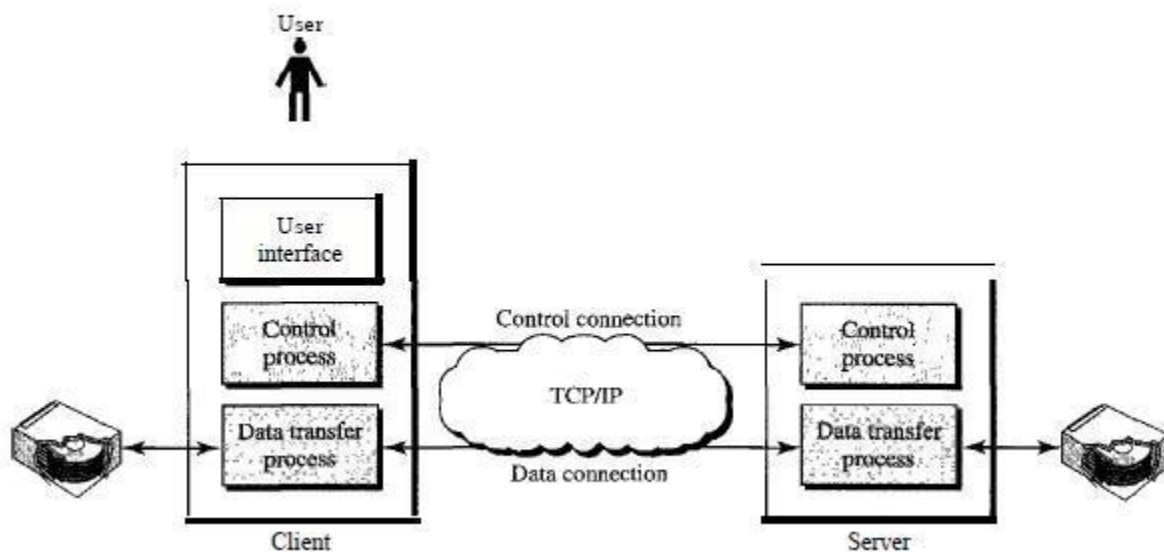 User
User
interface
Control
process
Data transfer
process
Client
Control connection
TCP/IP
Data connection
Control
process
Data transfer
process
Server